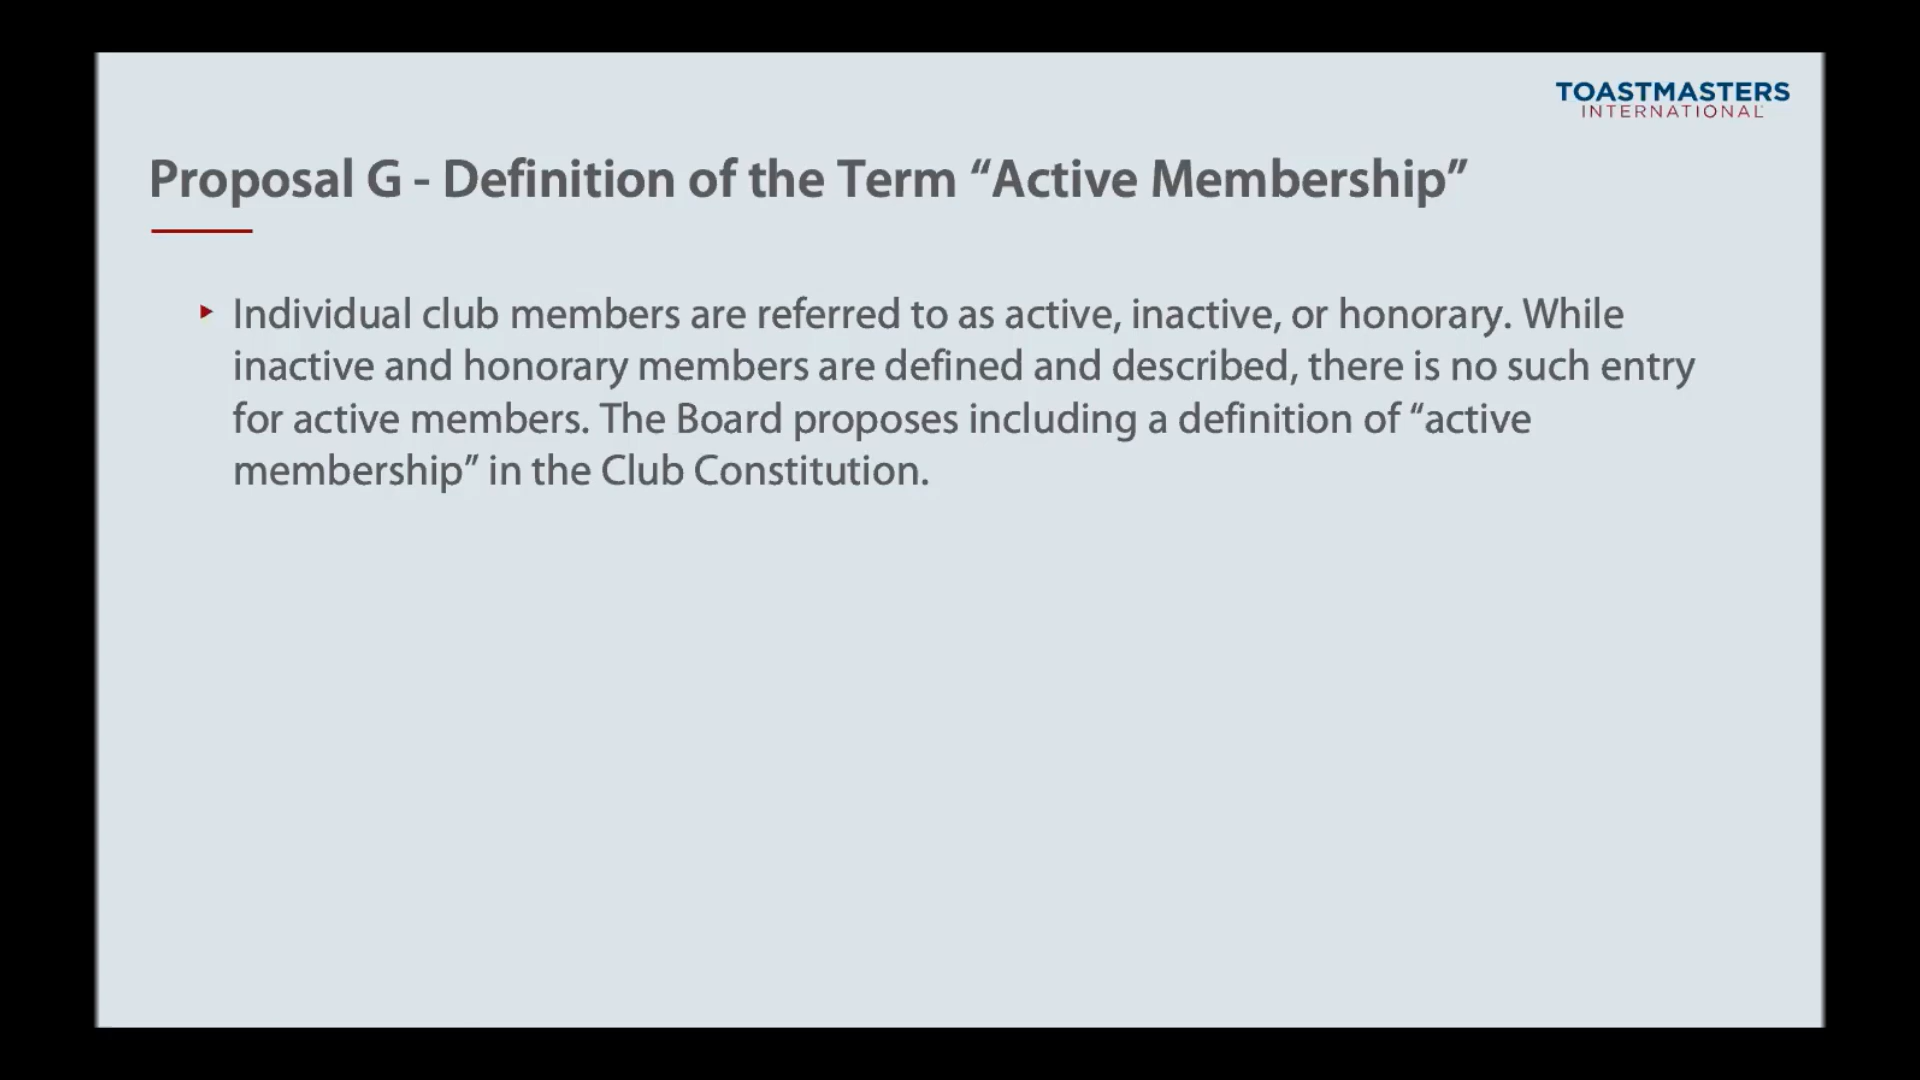 TOASTMASTERS
INTERNATIONAL
Proposal G - Definition of the Term “Active Membership”
Individual club members are referred to as active, inactive, or honorary. While
inactive and honorary members are defined and described, there is no such entry
for active members. The Board proposes including a definition of “active
membership” in the Club Constitution.